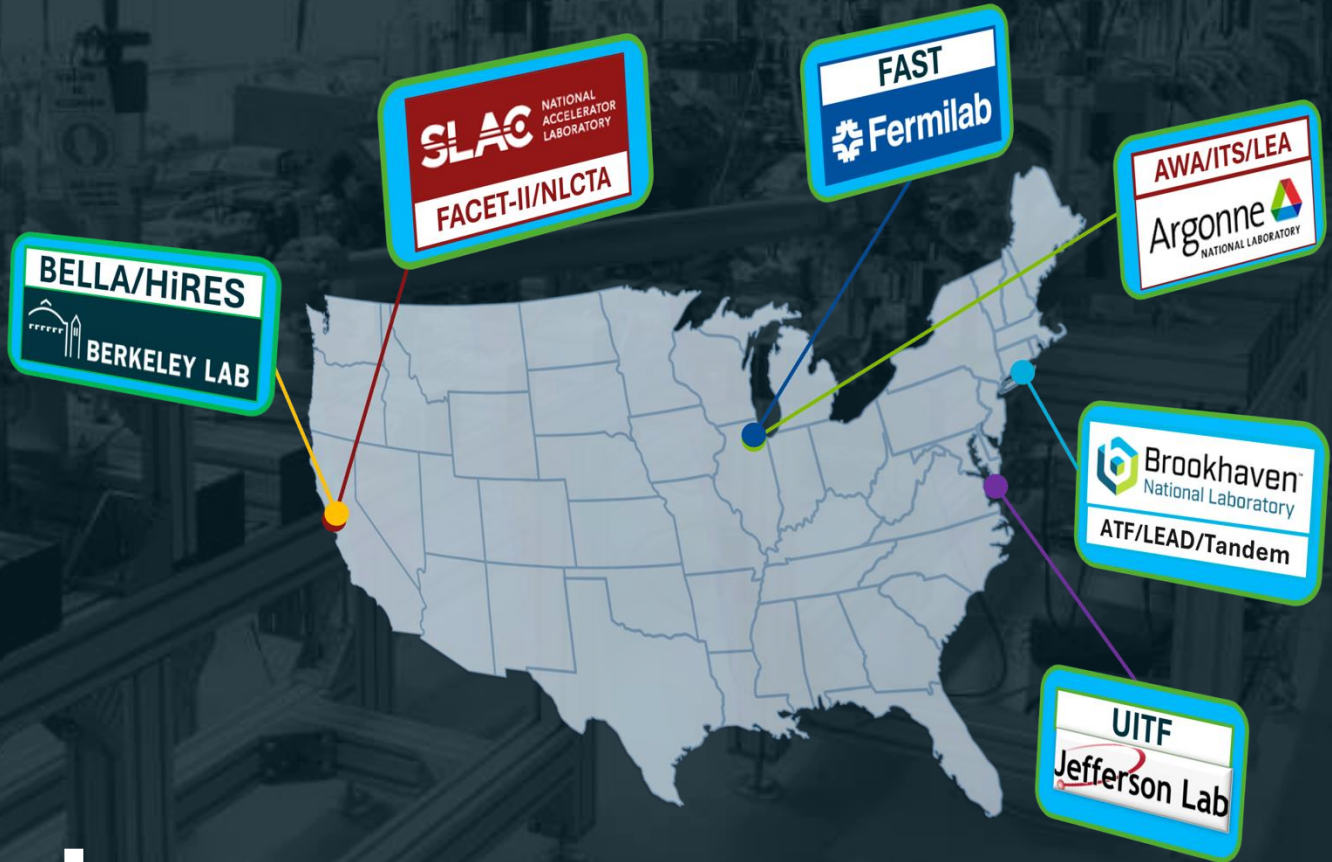 SLAC
NATIONAL
ACCELERATOR
LABORATORY
FACET-II/NLCTA
FAST
Fermilab
AWA/ITS/LEA
Argonne
NATIONAL LABORATORY
BELLA/HiRES
BERKELEY LAB
Brookhaven™
National Laboratory
ATF/LEAD/Tandem
UITF
Jefferson Lab